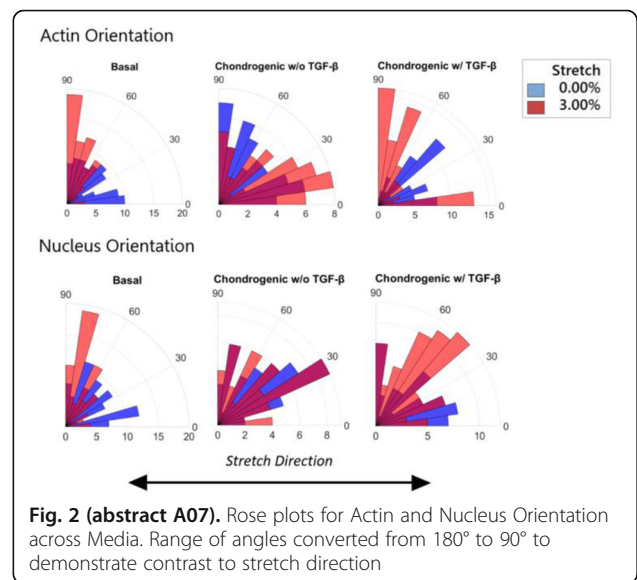 Actin Orientation
Stretch
0.00%
3.00%
Basal
90
60
30
0
0 5 10 15 20
Chondrogenic w/o TGF-β
90
60
30
0
0 2 4 6 8
Chondrogenic w/ TGF-β
90
60
30
0
0 5 10 15
Nucleus Orientation
Basal
90
60
30
0
0 5 10 15 20
Chondrogenic w/o TGF-β
90
60
30
0
0 2 4 6 8
Chondrogenic w/ TGF-β
90
60
30
0
0 5 10
Stretch Direction
Fig. 2 (abstract A07). Rose plots for Actin and Nucleus Orientation
across Media. Range of angles converted from 180° to 90° to
demonstrate contrast to stretch direction